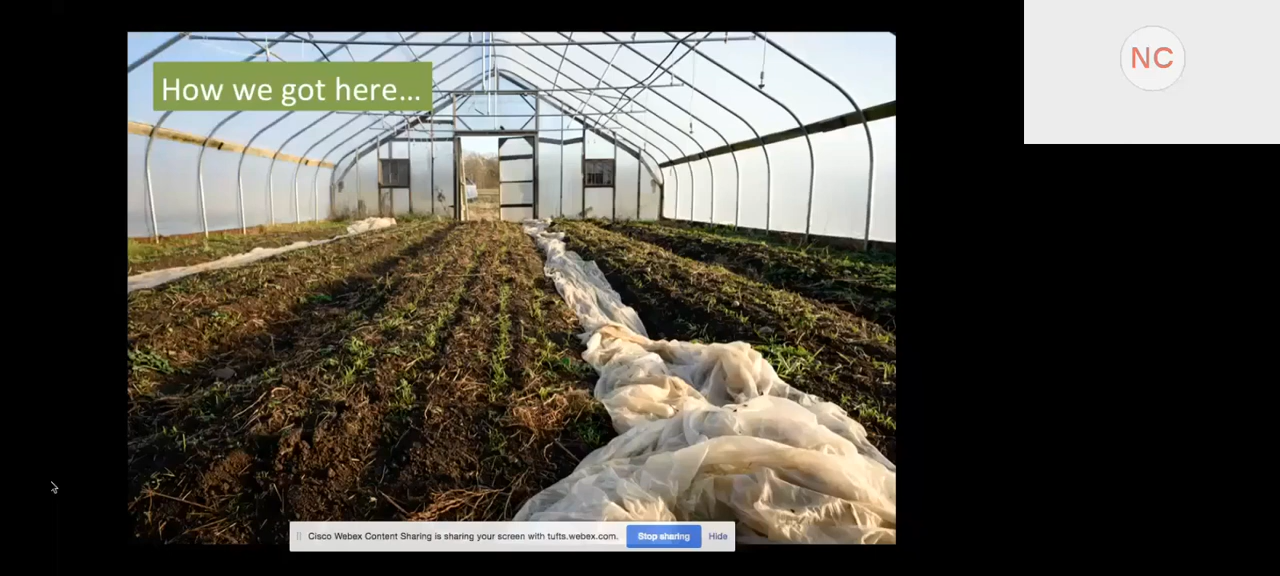 How we got here...
NC
Cisco Webex Content Sharing is sharing your screen with tufts.webex.com.
Stop sharing
Hide